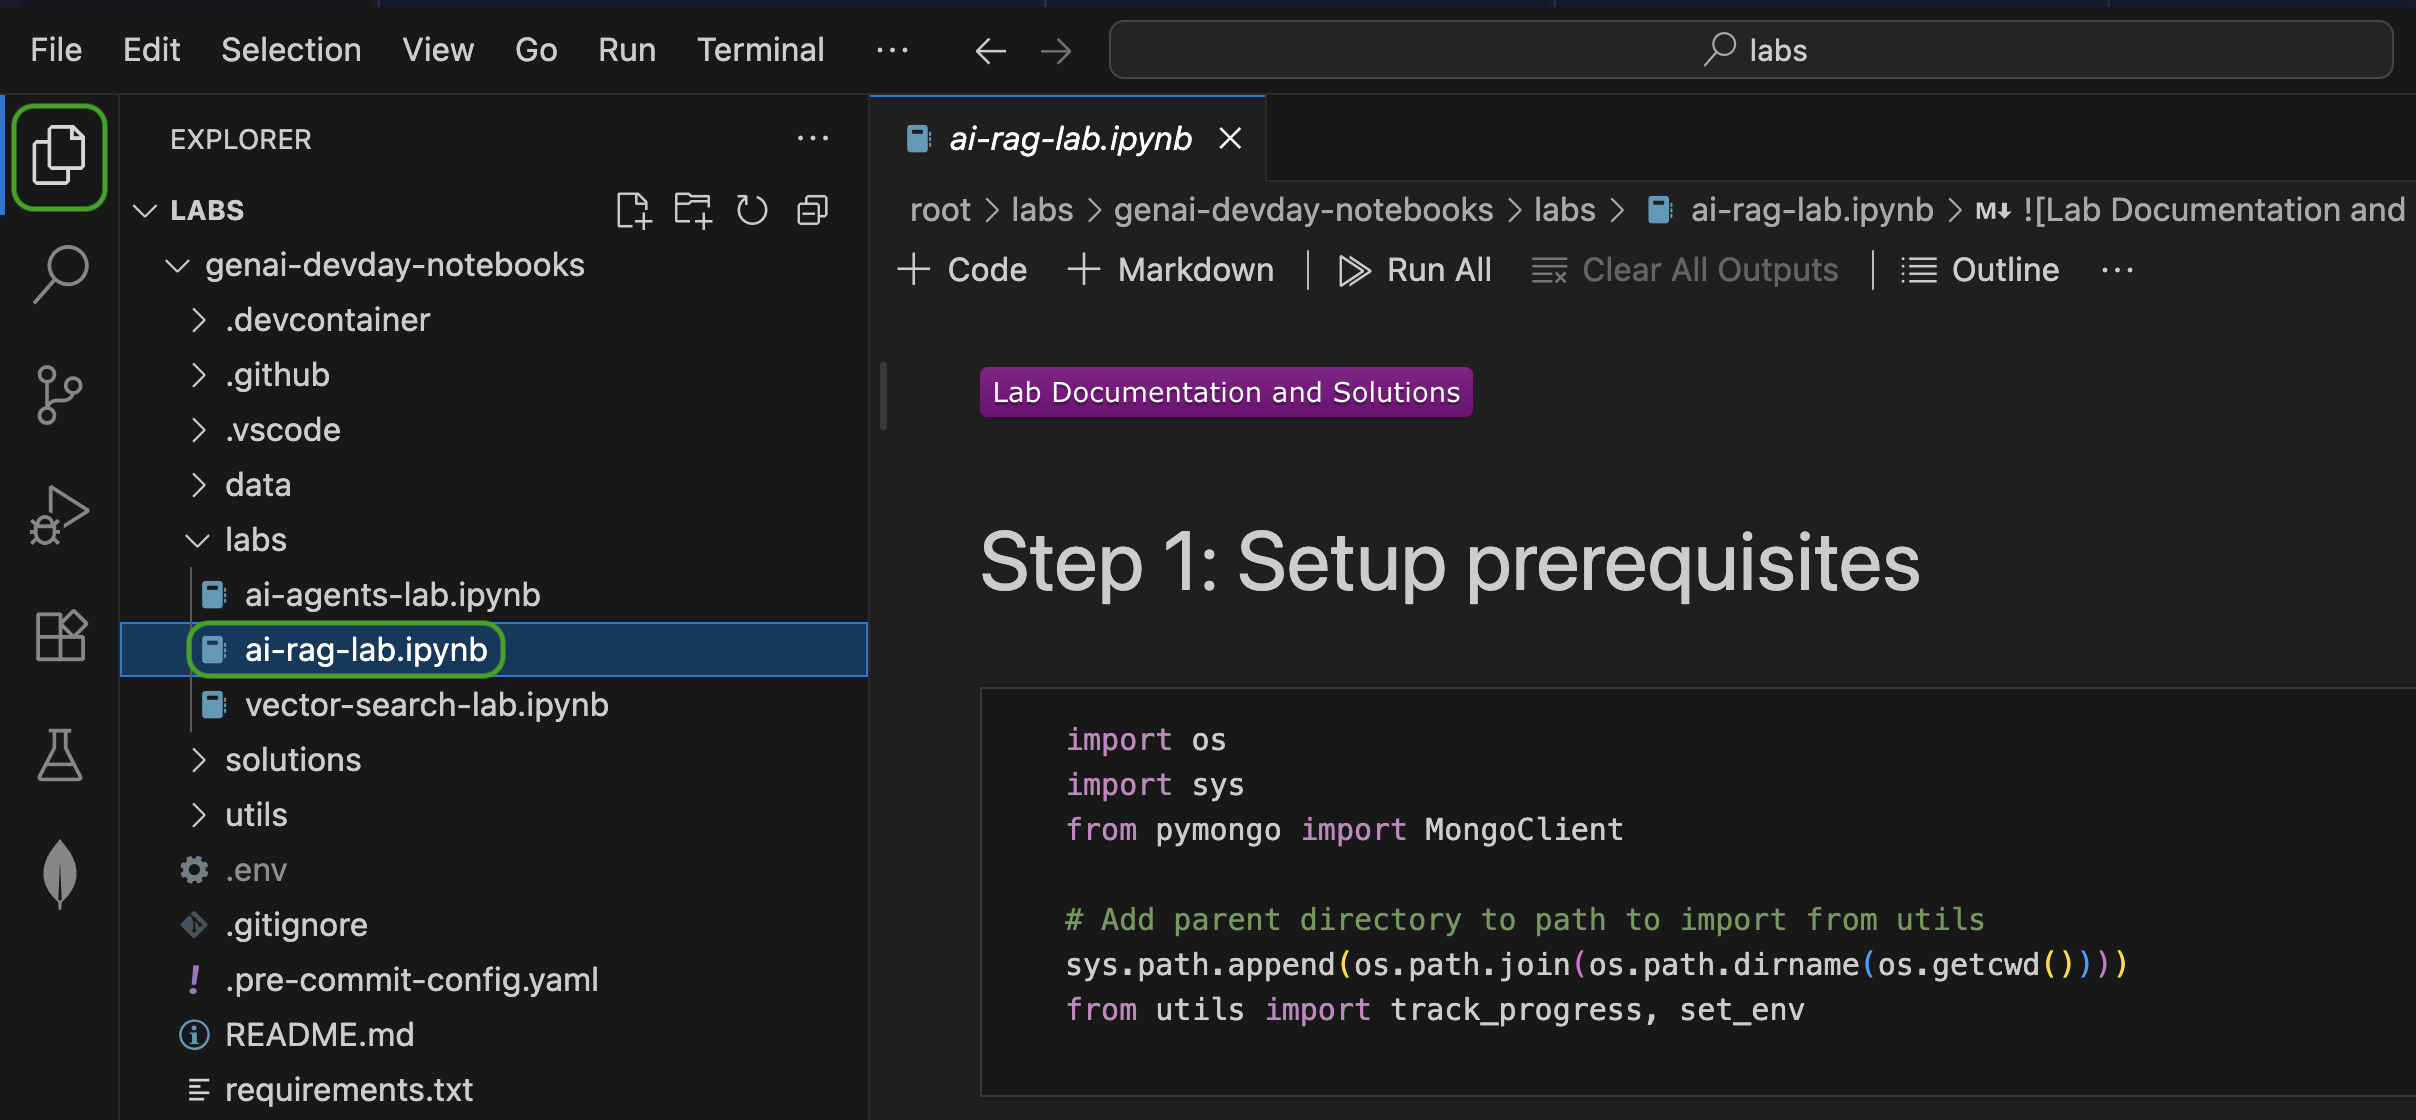 File Edit Selection View Go Run Terminal ··· labs
EXPLORER ···
LABS
genai-devday-notebooks
.devcontainer
.github
.vscode
data
labs
ai-agents-lab.ipynb
ai-rag-lab.ipynb
vector-search-lab.ipynb
solutions
utils
.env
.gitignore
! .pre-commit-config.yaml
README.md
requirements.txt
ai-rag-lab.ipynb
root > labs > genai-devday-notebooks > labs > ai-rag-lab.ipynb > M↓ ![Lab Documentation and
+ Code + Markdown | Run All Clear All Outputs | Outline ···
Lab Documentation and Solutions
Step 1: Setup prerequisites
import os
import sys
from pymongo import MongoClient
# Add parent directory to path to import from utils
sys.path.append(os.path.join(os.path.dirname(os.getcwd())))
from utils import track_progress, set_env